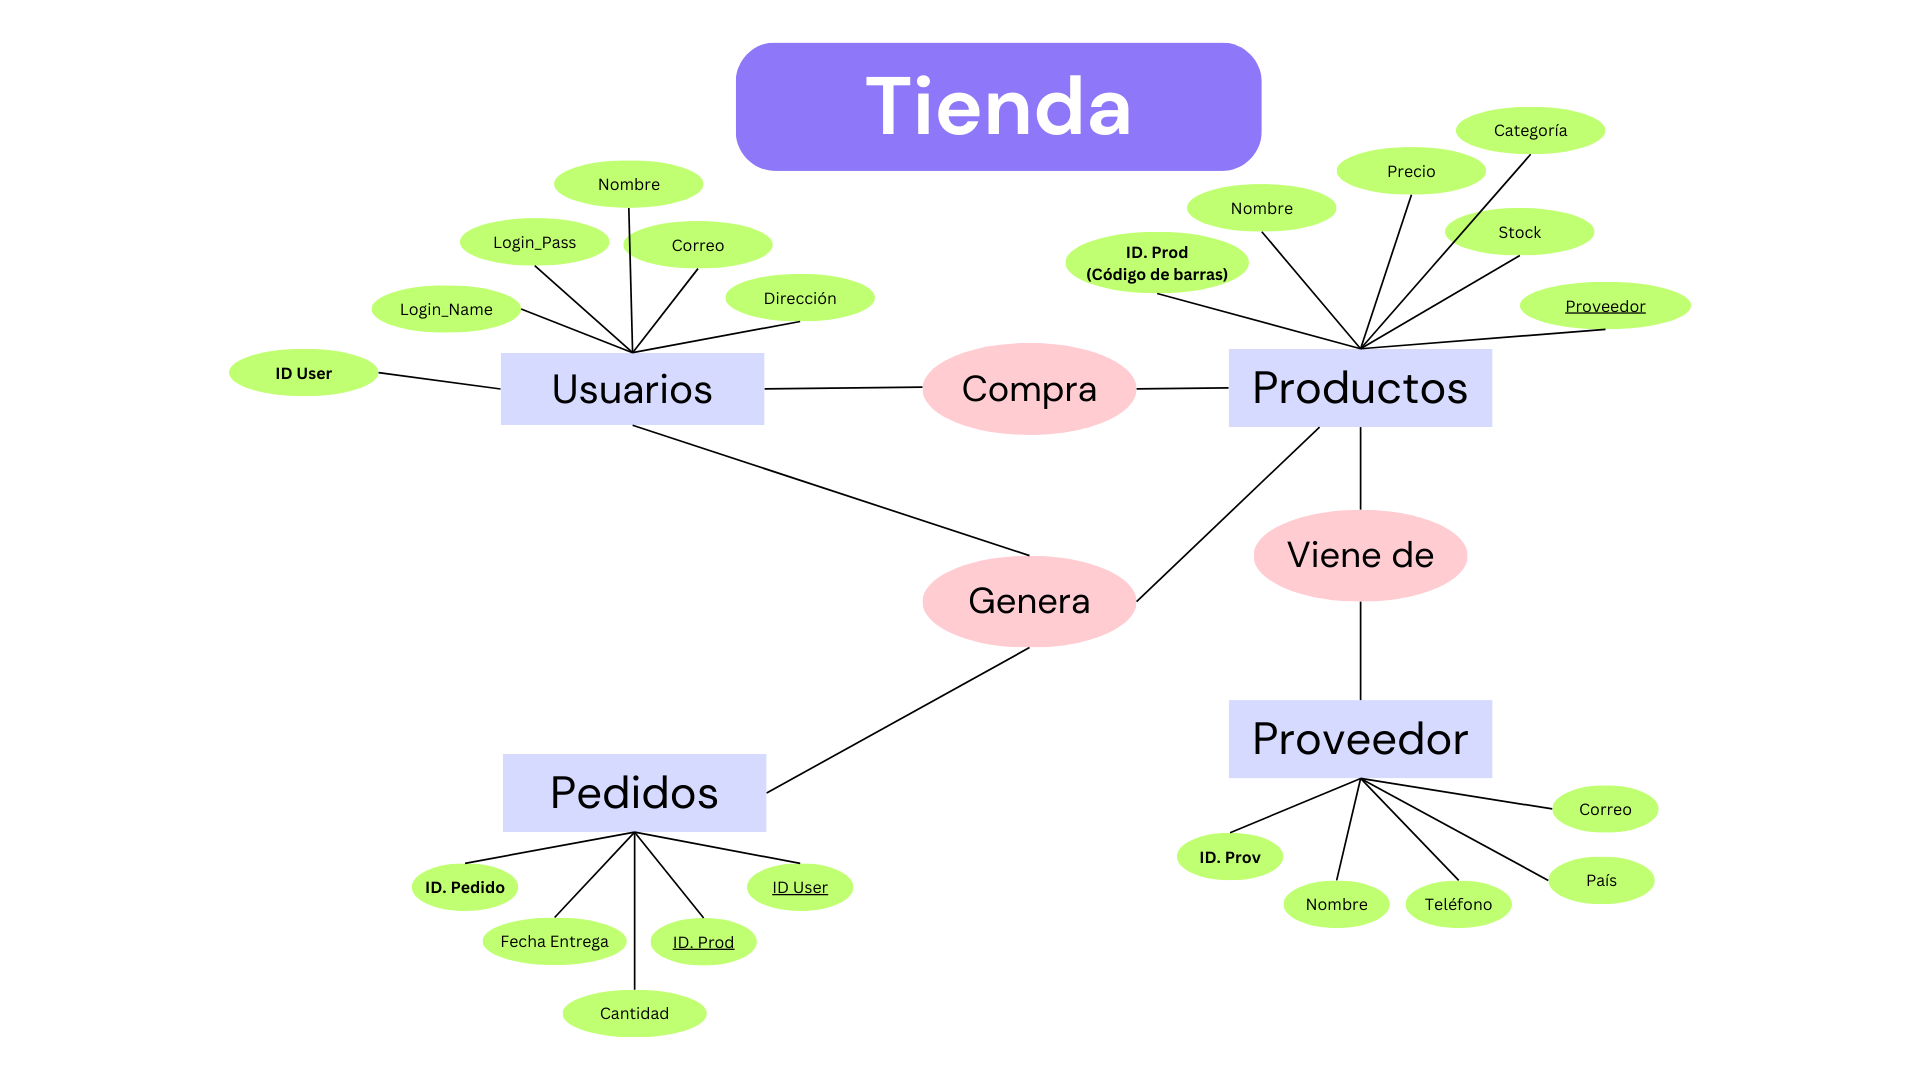 Tienda
Categoría
Precio
Nombre
Nombre
Stock
Login_Pass
Correo
ID. Prod
(Código de barras)
Dirección
Proveedor
Login_Name
ID User
Usuarios
Compra
Productos
Viene de
Genera
Proveedor
Pedidos
Correo
ID. Prov
País
ID. Pedido
ID User
Nombre
Teléfono
Fecha Entrega
ID. Prod
Cantidad